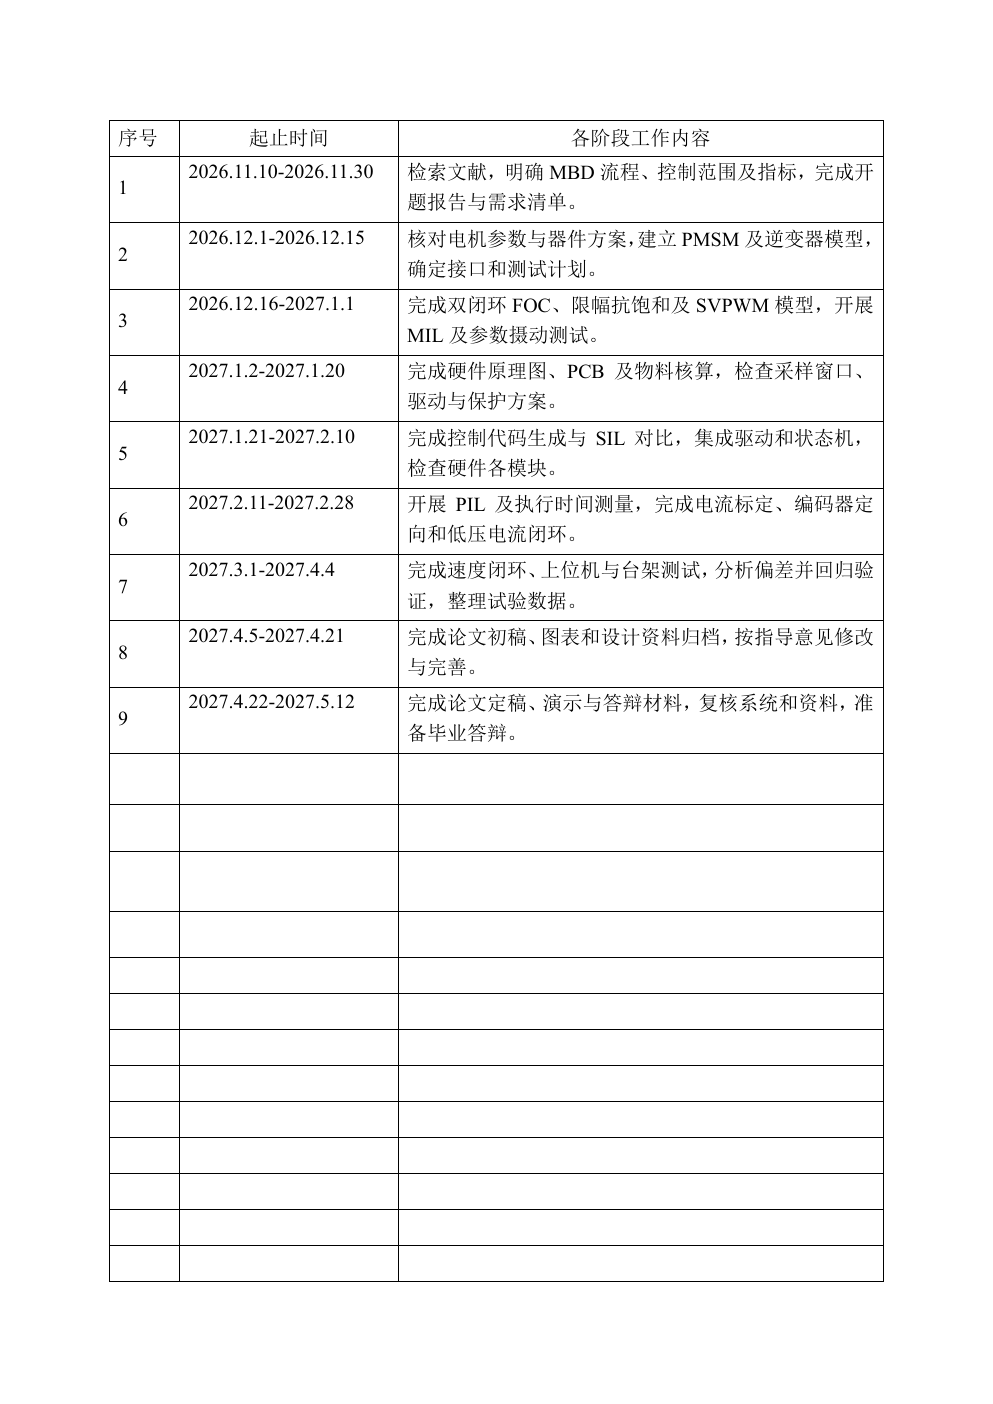 序号 起止时间 各阶段工作内容
1 2026.11.10-2026.11.30 检索文献，明确 MBD 流程、控制范围及指标，完成开
题报告与需求清单。
2 2026.12.1-2026.12.15 核对电机参数与器件方案，建立 PMSM 及逆变器模型，
确定接口和测试计划。
3 2026.12.16-2027.1.1 完成双闭环 FOC、限幅抗饱和及 SVPWM 模型，开展
MIL 及参数摄动测试。
4 2027.1.2-2027.1.20 完成硬件原理图、PCB 及物料核算，检查采样窗口、
驱动与保护方案。
5 2027.1.21-2027.2.10 完成控制代码生成与 SIL 对比，集成驱动和状态机，
检查硬件各模块。
6 2027.2.11-2027.2.28 开展 PIL 及执行时间测量，完成电流标定、编码器定
向和低压电流闭环。
7 2027.3.1-2027.4.4 完成速度闭环、上位机与台架测试，分析偏差并回归验
证，整理试验数据。
8 2027.4.5-2027.4.21 完成论文初稿、图表和设计资料归档，按指导意见修改
与完善。
9 2027.4.22-2027.5.12 完成论文定稿、演示与答辩材料，复核系统和资料，准
备毕业答辩。